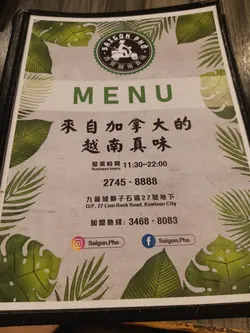 SAIGON PHO
MENU
來自加拿大的
越南真味
營業時間 11:30~22:00
Business hours
2745 - 8888
九龍城獅子石道27號地下
G/F, 27 Lion Rock Road, Kowloon City
加盟熱線: 3468 - 8083
Saigon.Pho
Saigon.Pho